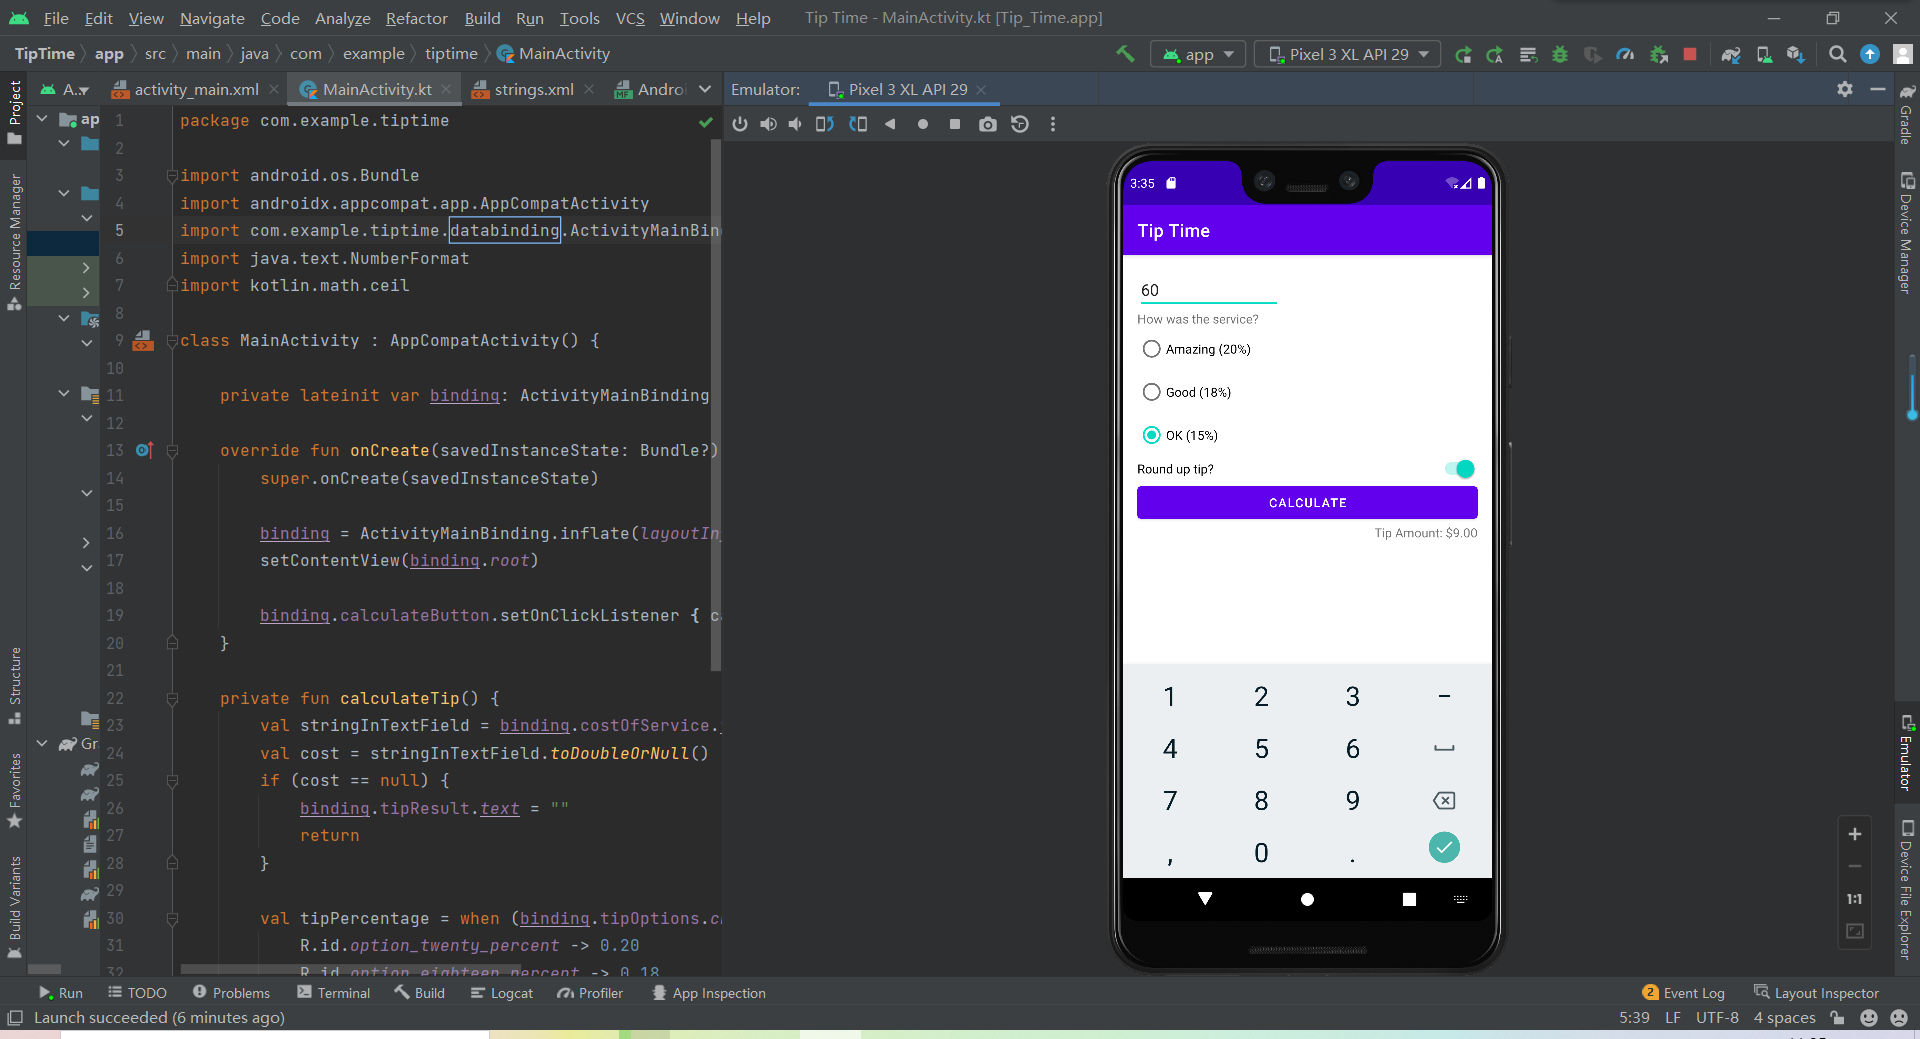 File Edit View Navigate Code Analyze Refactor Build Run Tools VCS Window Help Tip Time - MainActivity.kt [Tip_Time.app]
TipTime app src main java com example tiptime MainActivity app Pixel 3 XL API 29
Project
Resource Manager
Structure
Favorites
Build Variants
A...
activity_main.xml MainActivity.kt strings.xml Androi
Emulator: Pixel 3 XL API 29
ap
Gr
1 package com.example.tiptime
2
3 import android.os.Bundle
4 import androidx.appcompat.app.AppCompatActivity
5 import com.example.tiptime.databinding.ActivityMainBin
6 import java.text.NumberFormat
7 import kotlin.math.ceil
8
9 class MainActivity : AppCompatActivity() {
10
11 private lateinit var binding: ActivityMainBinding
12
13 override fun onCreate(savedInstanceState: Bundle?)
14 super.onCreate(savedInstanceState)
15
16 binding = ActivityMainBinding.inflate(layoutIn
17 setContentView(binding.root)
18
19 binding.calculateButton.setOnClickListener { c
20 }
21
22 private fun calculateTip() {
23 val stringInTextField = binding.costOfService.
24 val cost = stringInTextField.toDoubleOrNull()
25 if (cost == null) {
26 binding.tipResult.text = ""
27 return
28 }
29
30 val tipPercentage = when (binding.tipOptions.c
31 R.id.option_twenty_percent -> 0.20
32 R.id.option_eighteen_percent -> 0.18
3:35
Tip Time
60
How was the service?
Amazing (20%)
Good (18%)
OK (15%)
Round up tip?
CALCULATE
Tip Amount: $9.00
1 2 3 -
4 5 6
7 8 9
, 0 .
1:1
Gradle
Device Manager
Emulator
Device File Explorer
Run TODO Problems Terminal Build Logcat Profiler App Inspection 2 Event Log Layout Inspector
Launch succeeded (6 minutes ago) 5:39 LF UTF-8 4 spaces